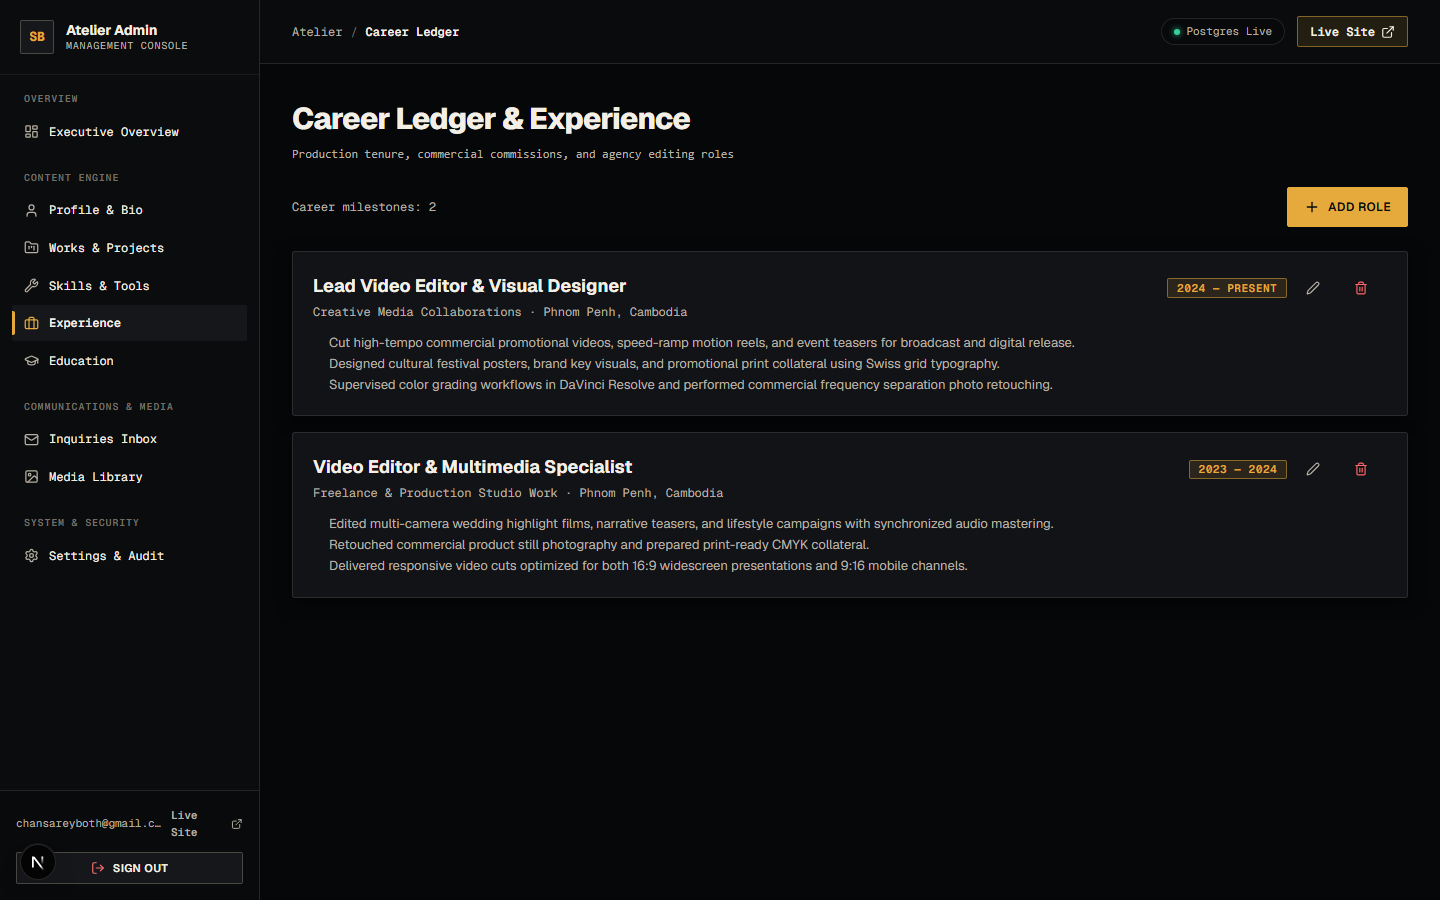 SB
Atelier Admin
MANAGEMENT CONSOLE
OVERVIEW
Executive Overview
CONTENT ENGINE
Profile & Bio
Works & Projects
Skills & Tools
Experience
Education
COMMUNICATIONS & MEDIA
Inquiries Inbox
Media Library
SYSTEM & SECURITY
Settings & Audit
chansareyboth@gmail.c…
Live
Site
N
SIGN OUT
Atelier / Career Ledger
Postgres Live
Live Site
Career Ledger & Experience
Production tenure, commercial commissions, and agency editing roles
Career milestones: 2
ADD ROLE
Lead Video Editor & Visual Designer
2024 — PRESENT
Creative Media Collaborations · Phnom Penh, Cambodia
Cut high-tempo commercial promotional videos, speed-ramp motion reels, and event teasers for broadcast and digital release.
Designed cultural festival posters, brand key visuals, and promotional print collateral using Swiss grid typography.
Supervised color grading workflows in DaVinci Resolve and performed commercial frequency separation photo retouching.
Video Editor & Multimedia Specialist
2023 — 2024
Freelance & Production Studio Work · Phnom Penh, Cambodia
Edited multi-camera wedding highlight films, narrative teasers, and lifestyle campaigns with synchronized audio mastering.
Retouched commercial product still photography and prepared print-ready CMYK collateral.
Delivered responsive video cuts optimized for both 16:9 widescreen presentations and 9:16 mobile channels.